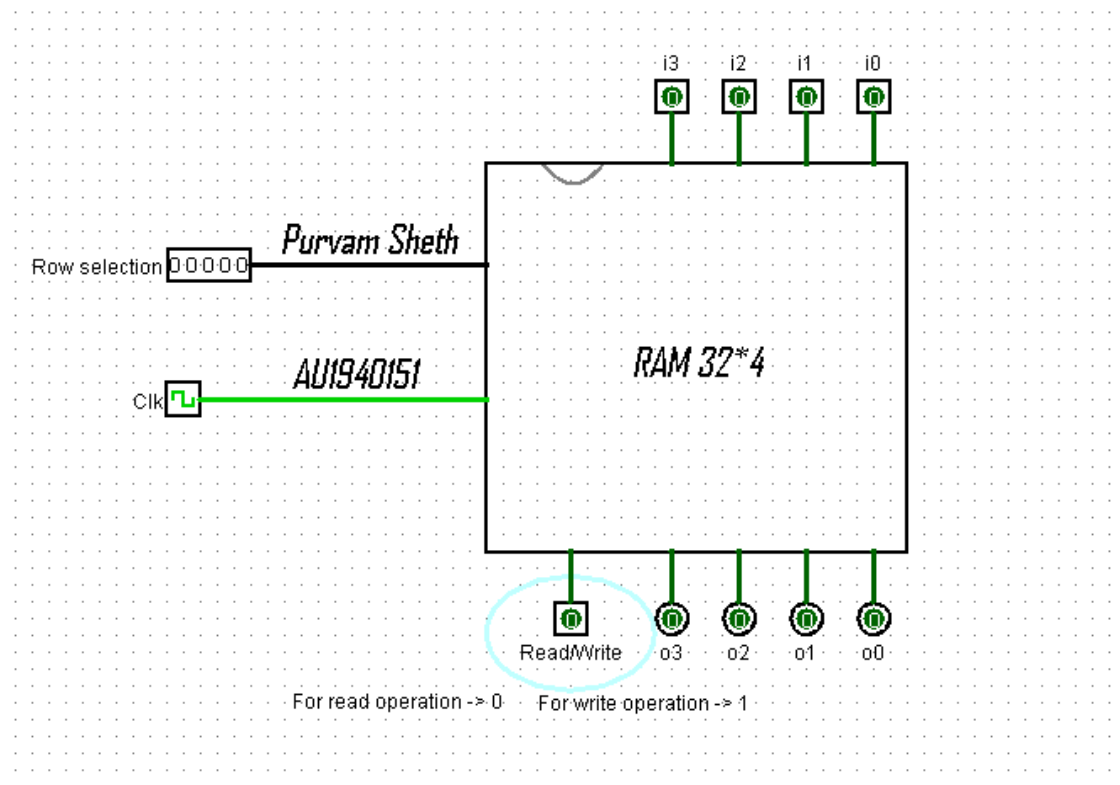 i3 i2 i1 i0
0 0 0 0
Purvam Sheth
Row selection 00000
AU1940151
RAM 32*4
Clk
0 0 0 0 0
Read/Write o3 o2 o1 o0
For read operation -> 0 For write operation -> 1